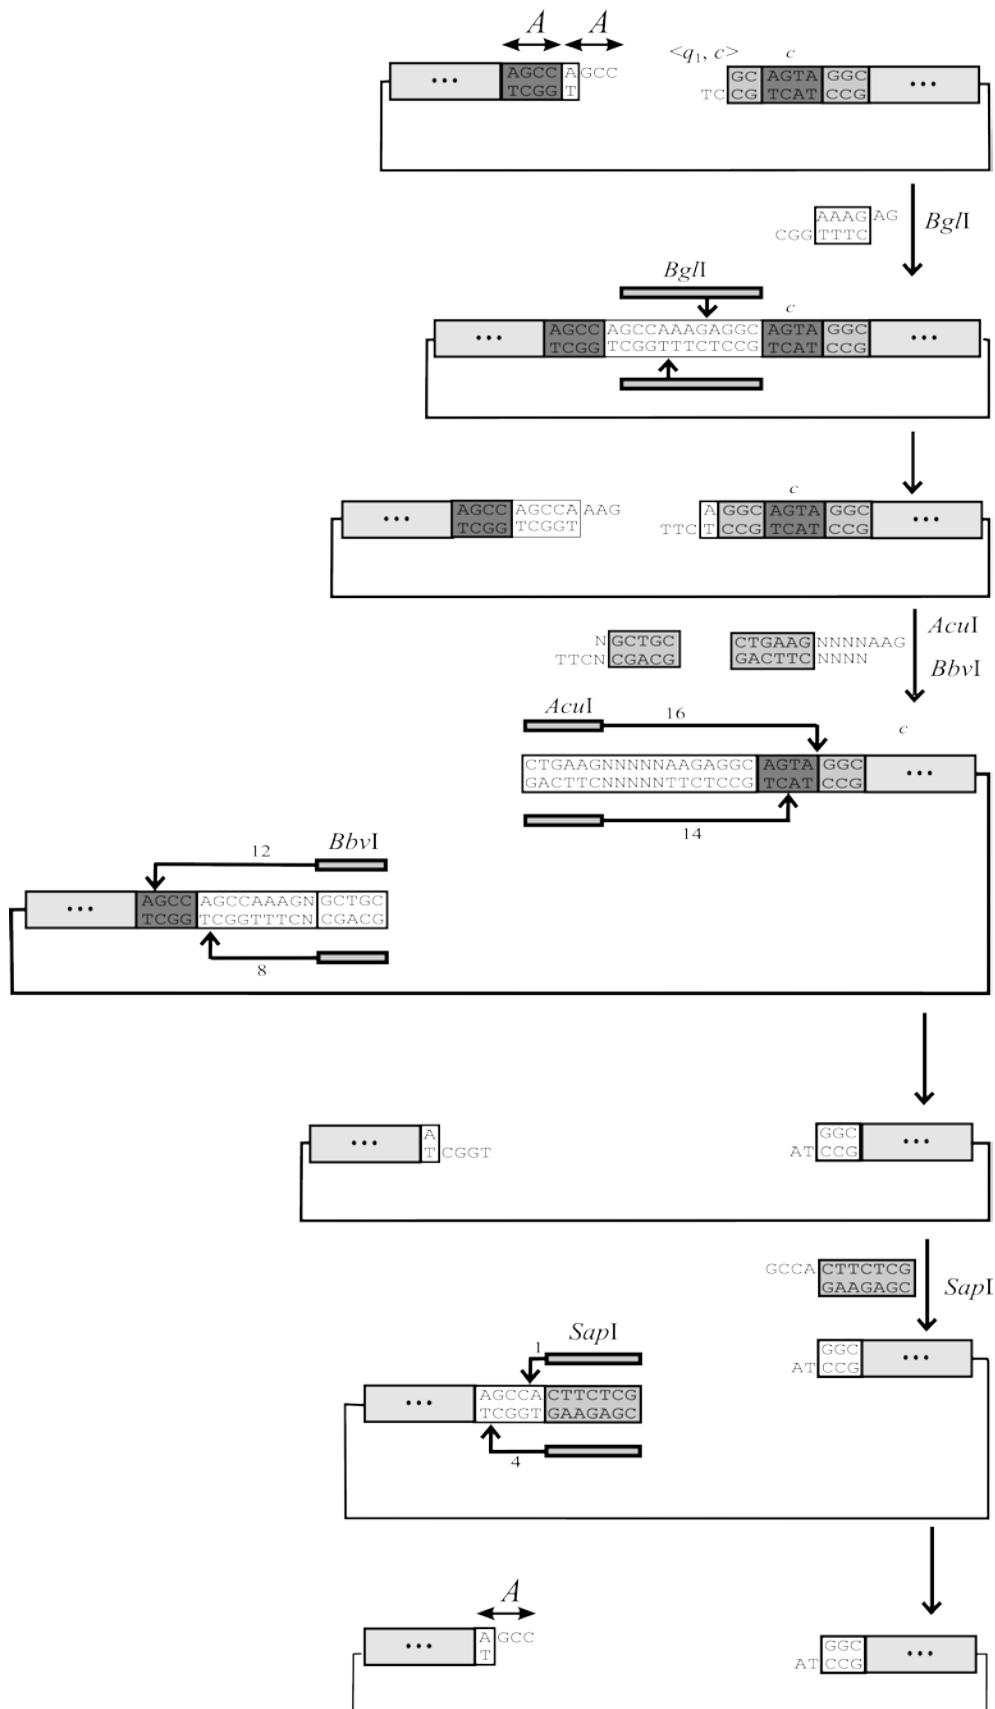 A A
<q1, c> c
••• AGCC AGCC GC AGTA GGC •••
TCGG T TC CG TCAT CCG
AAAG AG
CGG TTTC
BglI
BglI
c
••• AGCC AGCCAAAGAGGC AGTA GGC •••
TCGG TCGGTTTCTCCG TCAT CCG
c
••• AGCC AGCCA AAG A GGC AGTA GGC •••
TCGG TCGGT TTC T CCG TCAT CCG
N GCTGC CTGAAG NNNNAAG
TTCN CGACG GACTTC NNNN
AcuI
BbvI
AcuI 16 c
CTGAAGNNNNNAAGAGGC AGTA GGC •••
GACTTCNNNNNTTCTCCG TCAT CCG
14
12 BbvI
••• AGCC AGCCAAAGN GCTGC
TCGG TCGGTTTCN CGACG
8
••• A GGC •••
T CGGT AT CCG
GCCA CTTCTCG
GAAGAGC
SapI
1 SapI
GGC •••
AT CCG
••• AGCCA CTTCTCG
TCGGT GAAGAGC
4
A
••• A GCC GGC •••
T AT CCG